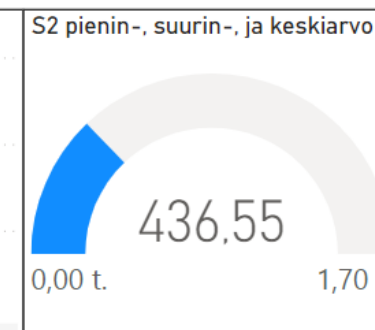 S2 pienin-, suurin-, ja keskiarvo
436,55
0,00 t. 1,70